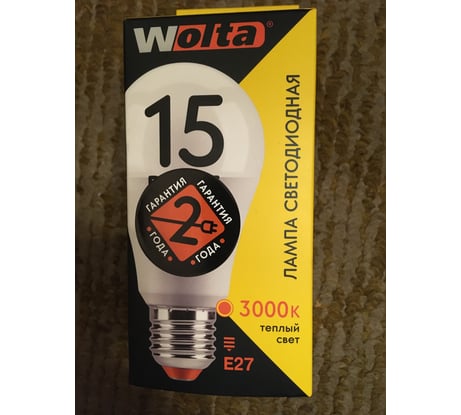 Wolta®
15
ГАРАНТИЯ ГАРАНТИЯ
2
ГОДА ГОДА
ЛАМПА СВЕТОДИОДНАЯ
3000K
теплый
свет
E27